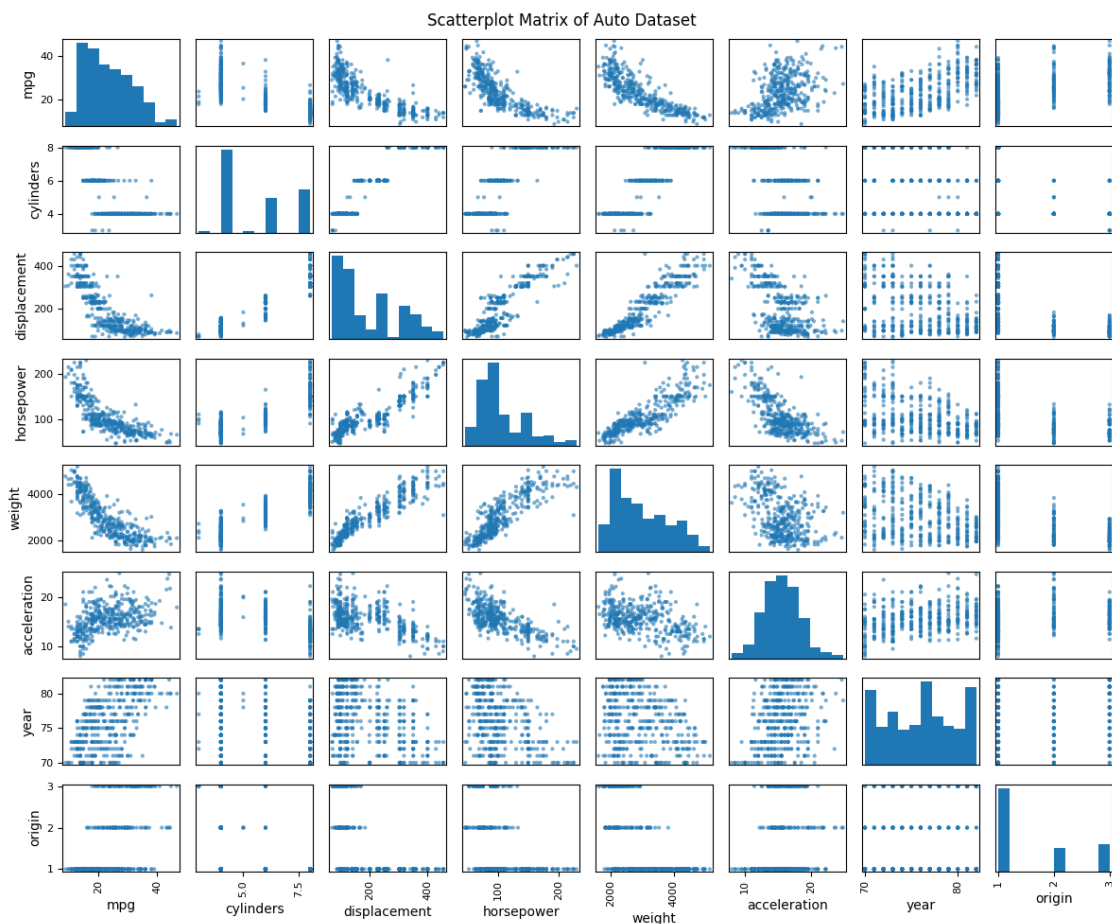 Scatterplot Matrix of Auto Dataset
mpg
40
20
cylinders
8
6
4
displacement
400
200
horsepower
200
100
weight
4000
2000
acceleration
20
10
year
80
75
70
origin
3
2
1
20 40
5.0 7.5
200 400
100 200
2000 4000
10 20
70 80
1 2 3
mpg cylinders displacement horsepower weight acceleration year origin